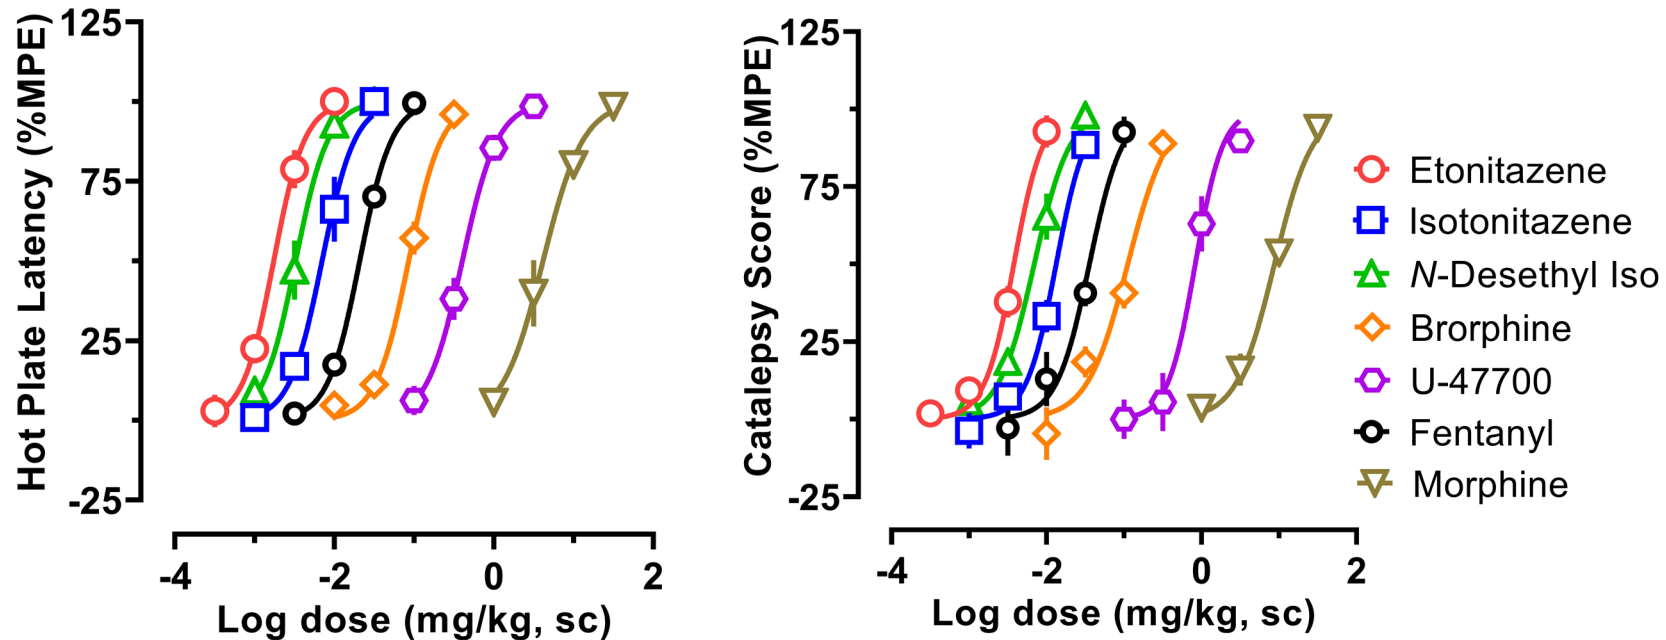 Hot Plate Latency (%MPE)
125
75
25
-25
-4 -2 0 2
Log dose (mg/kg, sc)
Catalepsy Score (%MPE)
125
75
25
-25
-4 -2 0 2
Log dose (mg/kg, sc)
Etonitazene
Isotonitazene
N-Desethyl Iso
Brorphine
U-47700
Fentanyl
Morphine